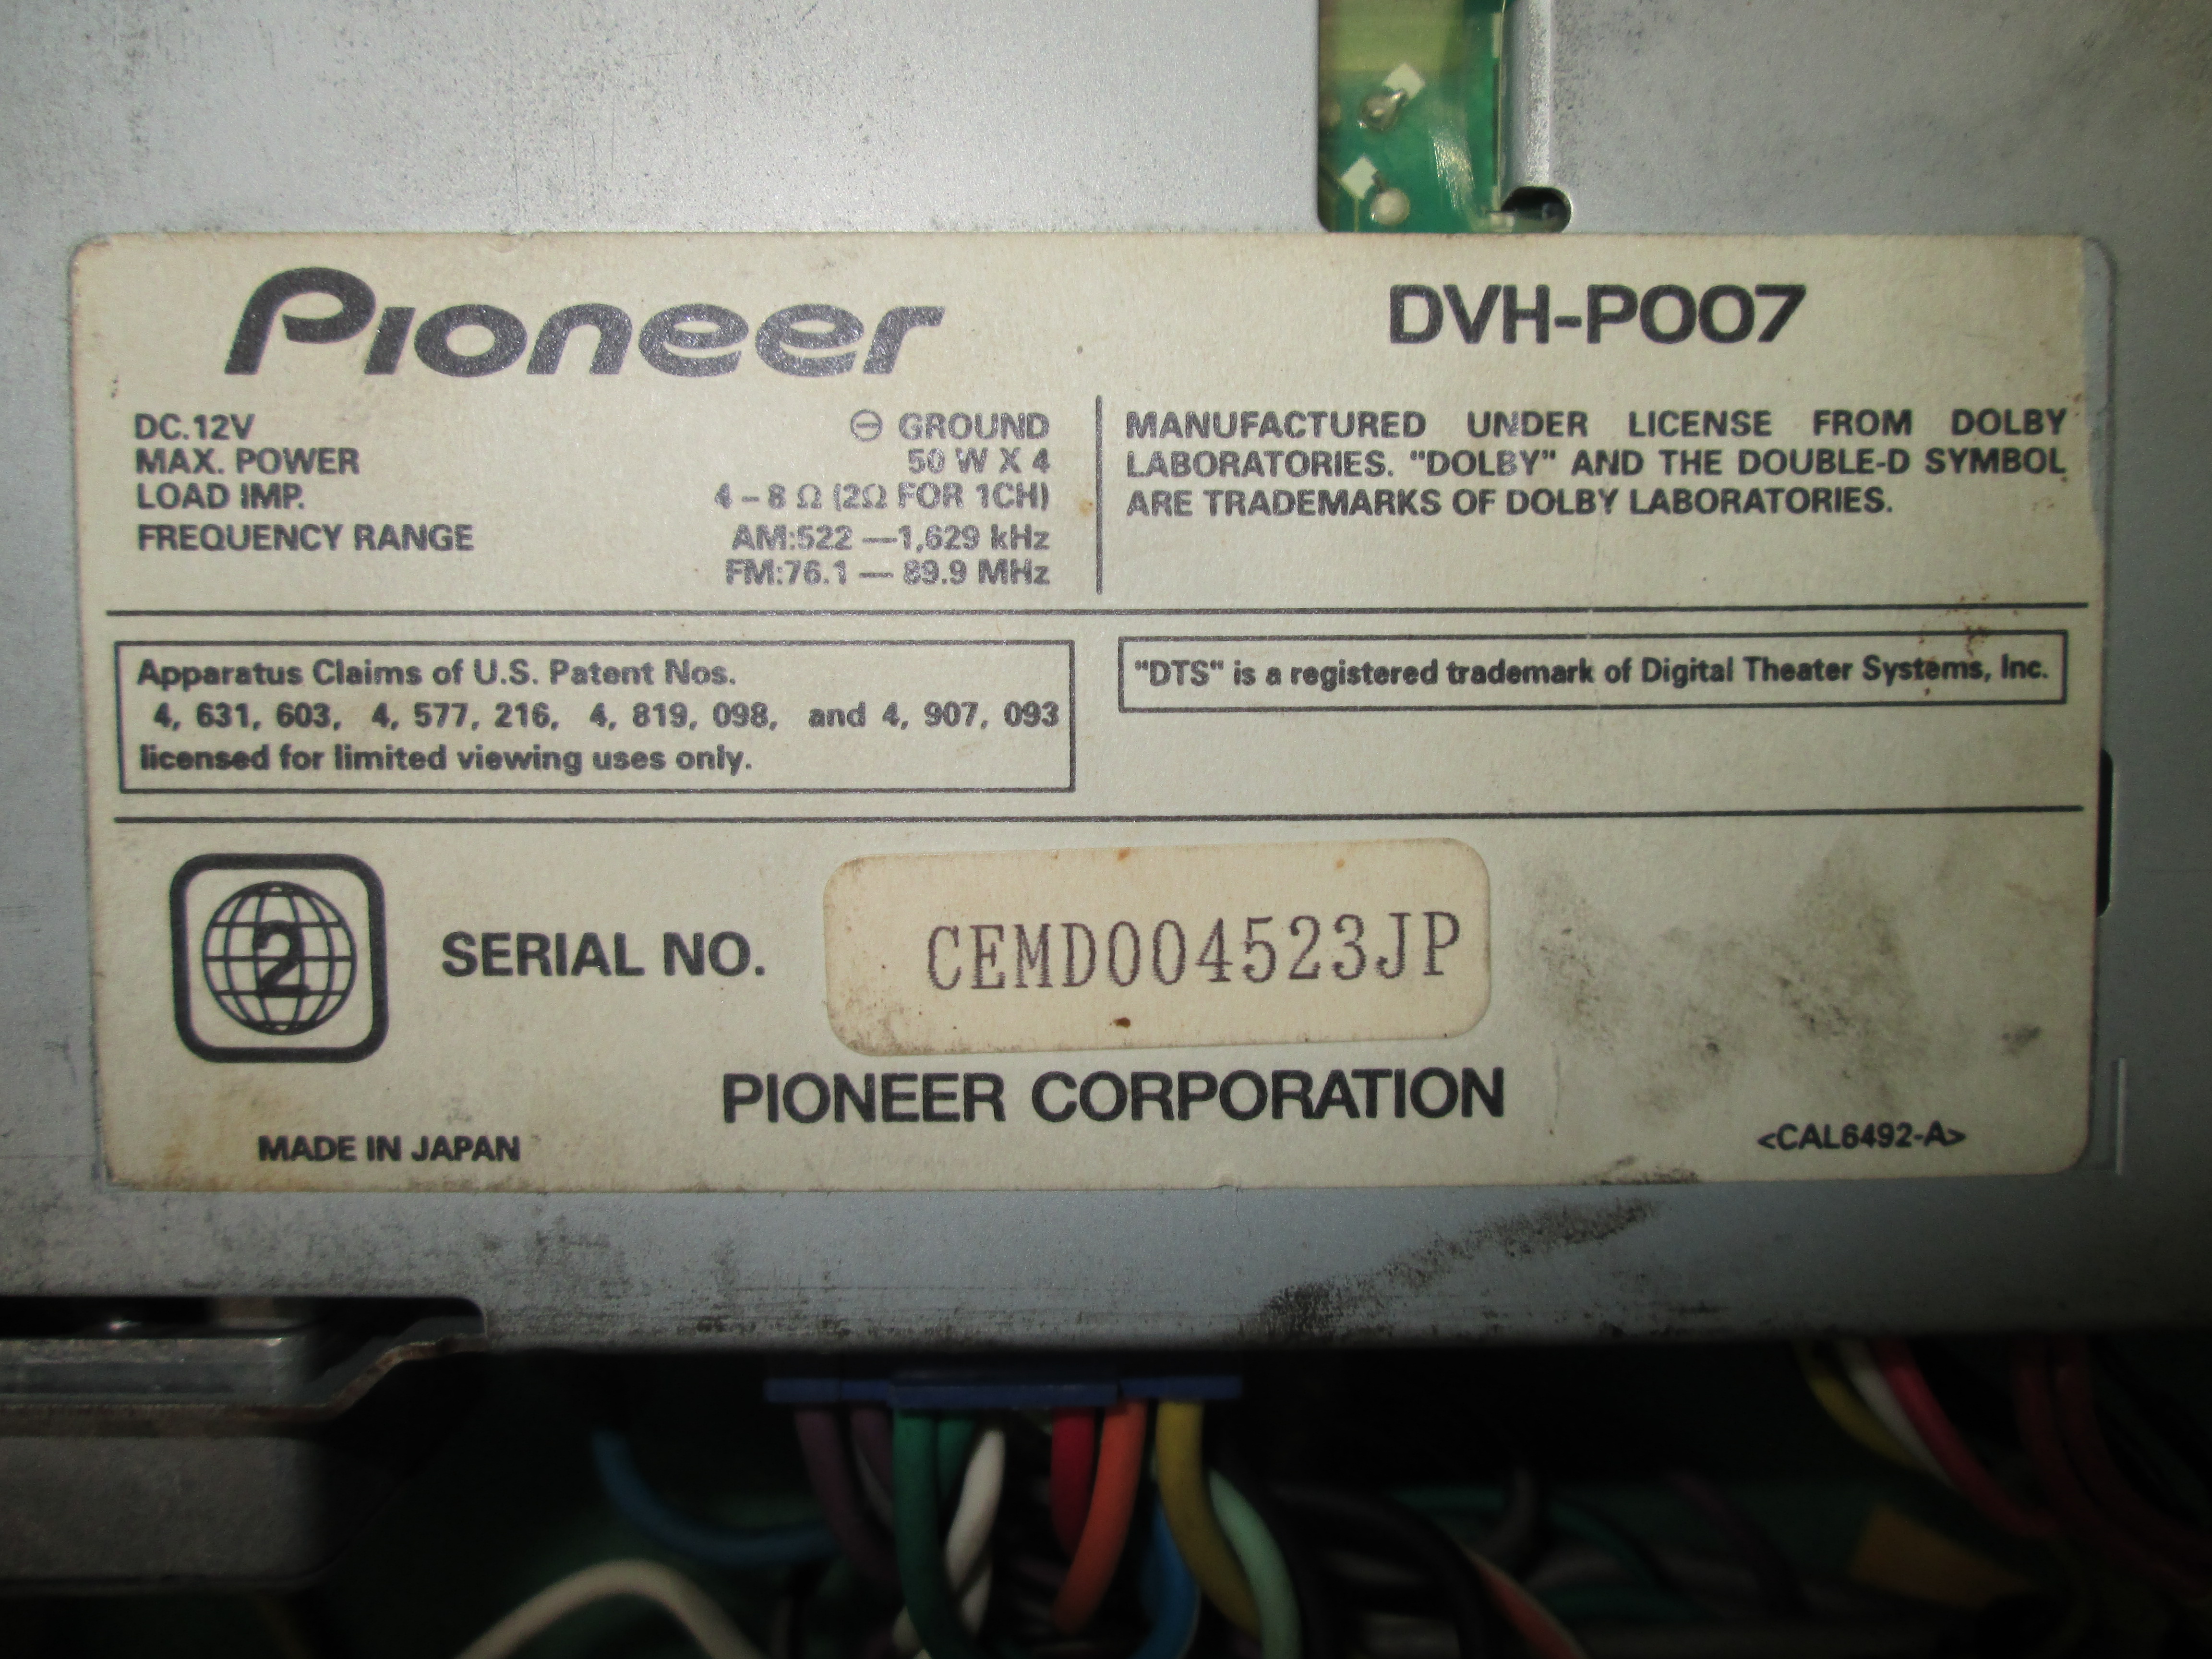 Pioneer
DVH-P007
DC.12V ⊖ GROUND
MAX. POWER 50 W X 4
LOAD IMP. 4 – 8 Ω (2Ω FOR 1CH)
FREQUENCY RANGE AM:522 —1,629 kHz
FM:76.1 — 89.9 MHz
MANUFACTURED UNDER LICENSE FROM DOLBY
LABORATORIES. "DOLBY" AND THE DOUBLE-D SYMBOL
ARE TRADEMARKS OF DOLBY LABORATORIES.
Apparatus Claims of U.S. Patent Nos.
4, 631, 603, 4, 577, 216, 4, 819, 098, and 4, 907, 093
licensed for limited viewing uses only.
"DTS" is a registered trademark of Digital Theater Systems, Inc.
2
SERIAL NO. CEMD004523JP
PIONEER CORPORATION
MADE IN JAPAN
<CAL6492-A>